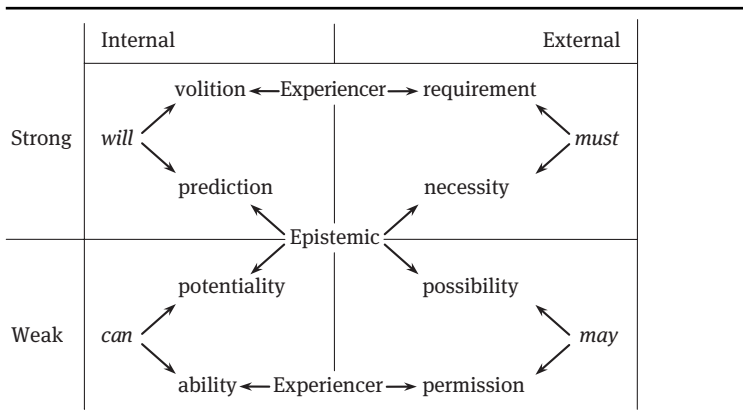 Internal External
volition Experiencer requirement
Strong will must
prediction necessity
Epistemic
potentiality possibility
Weak can may
ability Experiencer permission